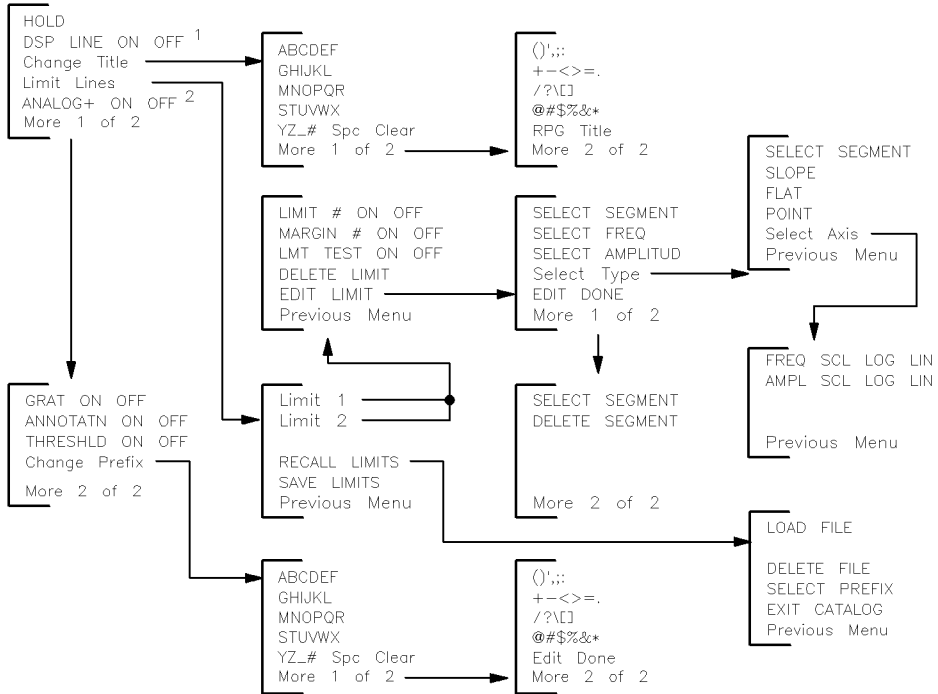 HOLD
DSP LINE ON OFF 1
Change Title
Limit Lines
ANALOG+ ON OFF 2
More 1 of 2
ABCDEF
GHIJKL
MNOPQR
STUVWX
YZ_# Spc Clear
More 1 of 2
()',;:
+-<>=.
/?\[]
@#$%&*
RPG Title
More 2 of 2
LIMIT # ON OFF
MARGIN # ON OFF
LMT TEST ON OFF
DELETE LIMIT
EDIT LIMIT
Previous Menu
SELECT SEGMENT
SELECT FREQ
SELECT AMPLITUD
Select Type
EDIT DONE
More 1 of 2
SELECT SEGMENT
SLOPE
FLAT
POINT
Select Axis
Previous Menu
FREQ SCL LOG LIN
AMPL SCL LOG LIN
Previous Menu
GRAT ON OFF
ANNOTATN ON OFF
THRESHLD ON OFF
Change Prefix
More 2 of 2
Limit 1
Limit 2
RECALL LIMITS
SAVE LIMITS
Previous Menu
SELECT SEGMENT
DELETE SEGMENT
More 2 of 2
LOAD FILE
DELETE FILE
SELECT PREFIX
EXIT CATALOG
Previous Menu
ABCDEF
GHIJKL
MNOPQR
STUVWX
YZ_# Spc Clear
More 1 of 2
()',;:
+-<>=.
/?\[]
@#$%&*
Edit Done
More 2 of 2